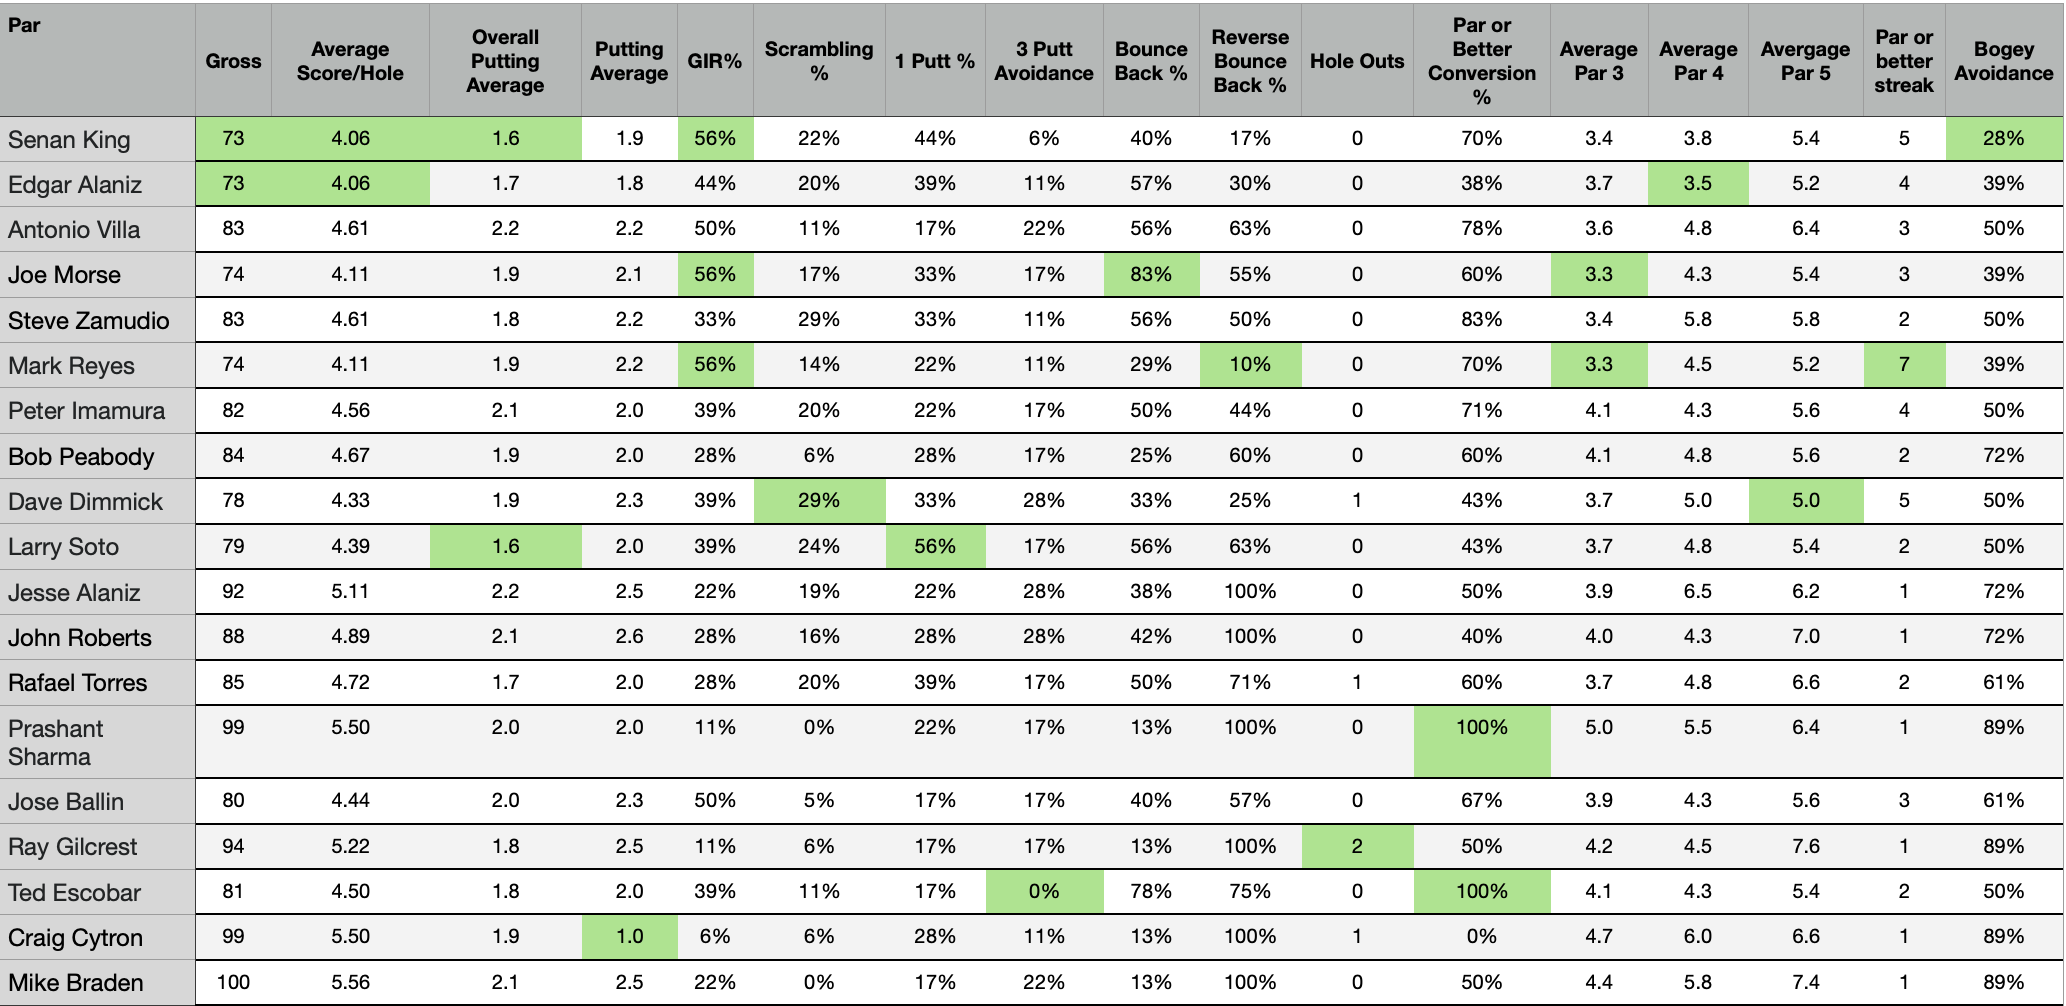 Par Gross Average Score/Hole Overall Putting Average Putting Average GIR% Scrambling % 1 Putt % 3 Putt Avoidance Bounce Back % Reverse Bounce Back % Hole Outs Par or Better Conversion % Average Par 3 Average Par 4 Avergage Par 5 Par or better streak Bogey Avoidance
Senan King 73 4.06 1.6 1.9 56% 22% 44% 6% 40% 17% 0 70% 3.4 3.8 5.4 5 28%
Edgar Alaniz 73 4.06 1.7 1.8 44% 20% 39% 11% 57% 30% 0 38% 3.7 3.5 5.2 4 39%
Antonio Villa 83 4.61 2.2 2.2 50% 11% 17% 22% 56% 63% 0 78% 3.6 4.8 6.4 3 50%
Joe Morse 74 4.11 1.9 2.1 56% 17% 33% 17% 83% 55% 0 60% 3.3 4.3 5.4 3 39%
Steve Zamudio 83 4.61 1.8 2.2 33% 29% 33% 11% 56% 50% 0 83% 3.4 5.8 5.8 2 50%
Mark Reyes 74 4.11 1.9 2.2 56% 14% 22% 11% 29% 10% 0 70% 3.3 4.5 5.2 7 39%
Peter Imamura 82 4.56 2.1 2.0 39% 20% 22% 17% 50% 44% 0 71% 4.1 4.3 5.6 4 50%
Bob Peabody 84 4.67 1.9 2.0 28% 6% 28% 17% 25% 60% 0 60% 4.1 4.8 5.6 2 72%
Dave Dimmick 78 4.33 1.9 2.3 39% 29% 33% 28% 33% 25% 1 43% 3.7 5.0 5.0 5 50%
Larry Soto 79 4.39 1.6 2.0 39% 24% 56% 17% 56% 63% 0 43% 3.7 4.8 5.4 2 50%
Jesse Alaniz 92 5.11 2.2 2.5 22% 19% 22% 28% 38% 100% 0 50% 3.9 6.5 6.2 1 72%
John Roberts 88 4.89 2.1 2.6 28% 16% 28% 28% 42% 100% 0 40% 4.0 4.3 7.0 1 72%
Rafael Torres 85 4.72 1.7 2.0 28% 20% 39% 17% 50% 71% 1 60% 3.7 4.8 6.6 2 61%
Prashant Sharma 99 5.50 2.0 2.0 11% 0% 22% 17% 13% 100% 0 100% 5.0 5.5 6.4 1 89%
Jose Ballin 80 4.44 2.0 2.3 50% 5% 17% 17% 40% 57% 0 67% 3.9 4.3 5.6 3 61%
Ray Gilcrest 94 5.22 1.8 2.5 11% 6% 17% 17% 13% 100% 2 50% 4.2 4.5 7.6 1 89%
Ted Escobar 81 4.50 1.8 2.0 39% 11% 17% 0% 78% 75% 0 100% 4.1 4.3 5.4 2 50%
Craig Cytron 99 5.50 1.9 1.0 6% 6% 28% 11% 13% 100% 1 0% 4.7 6.0 6.6 1 89%
Mike Braden 100 5.56 2.1 2.5 22% 0% 17% 22% 13% 100% 0 50% 4.4 5.8 7.4 1 89%